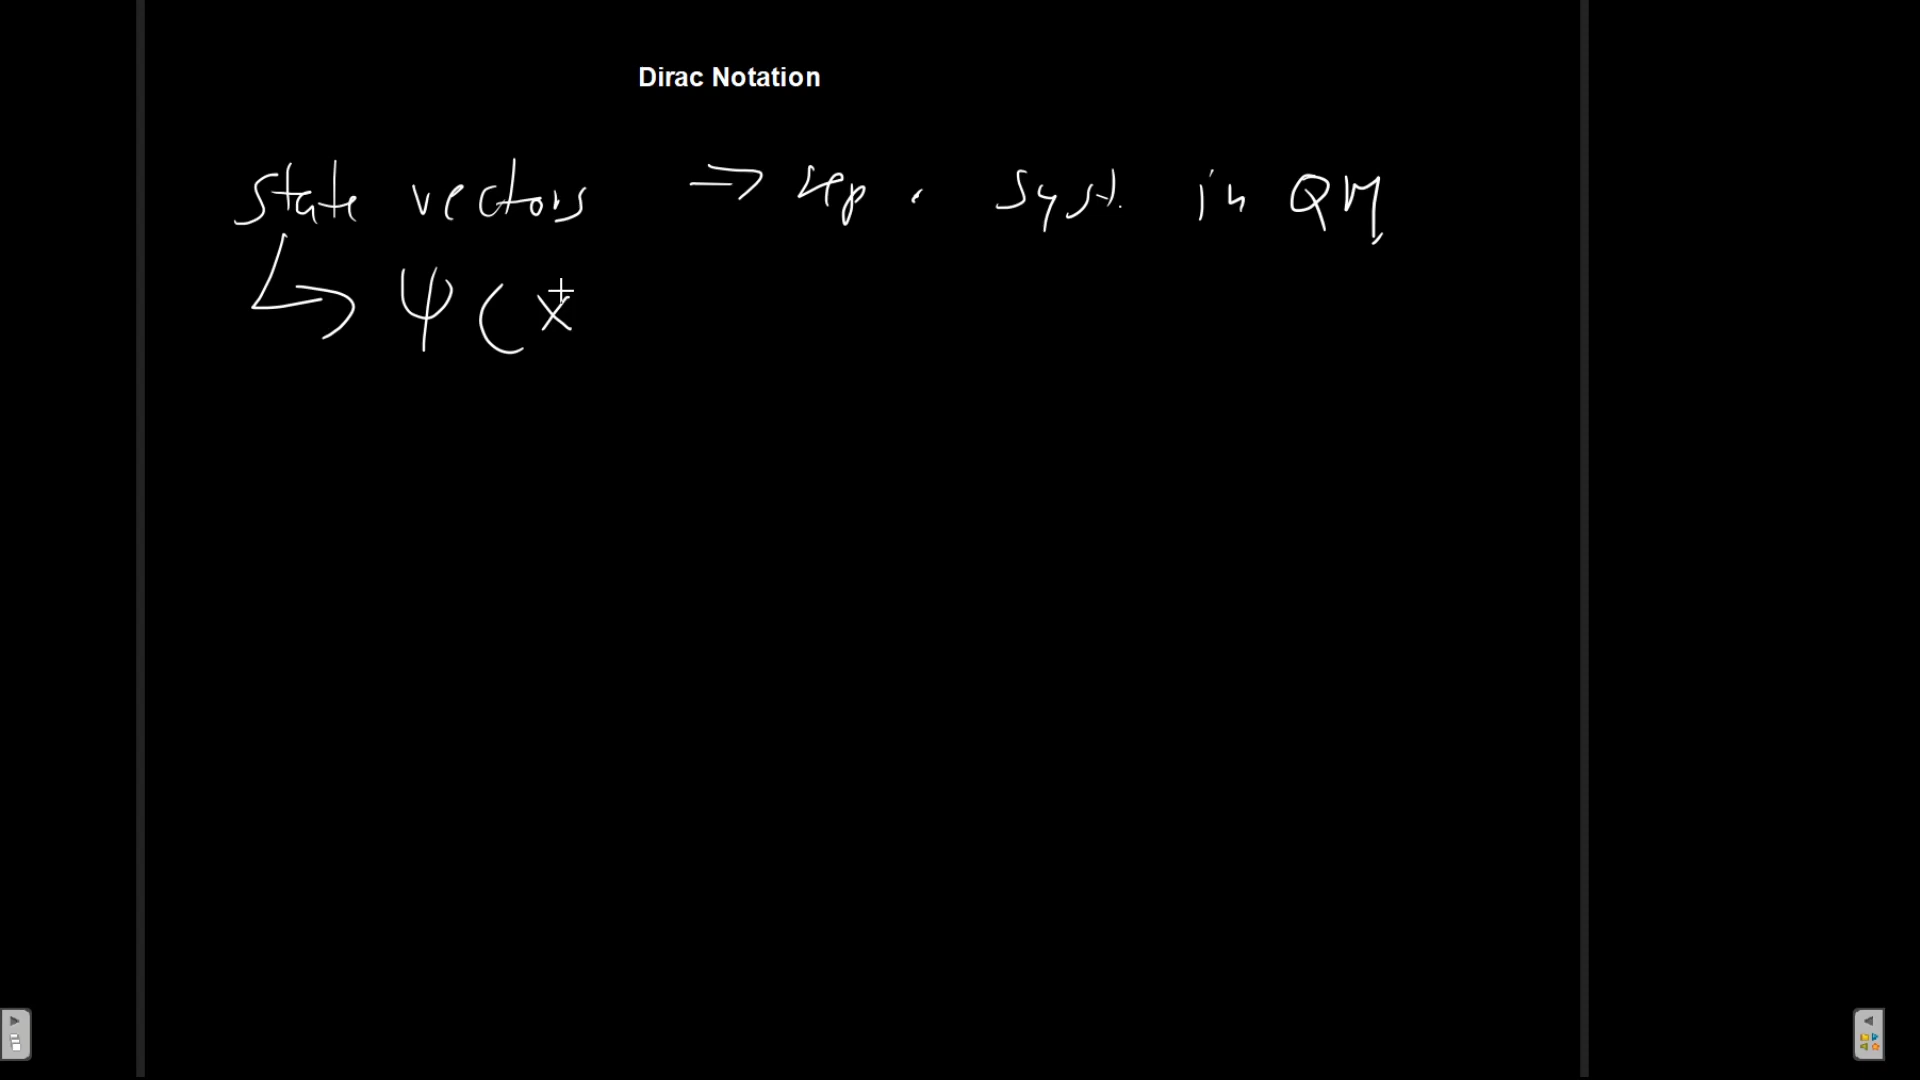 Dirac Notation
state vectors ⇒ rep. syst. in QM
↳ ψ(x